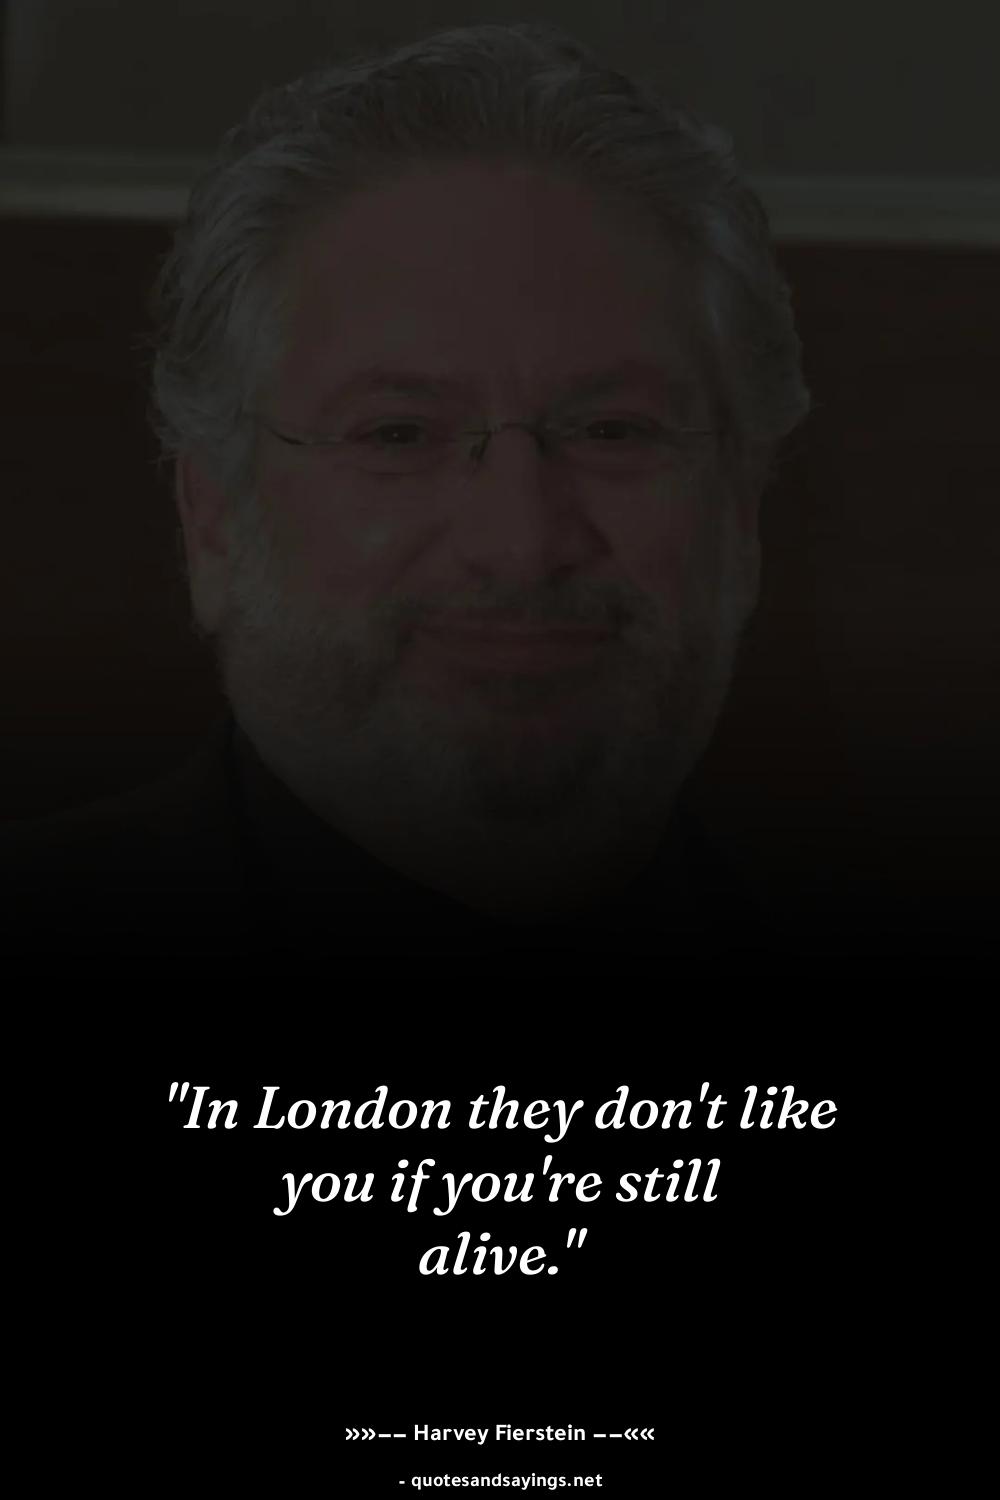 "In London they don't like
you if you're still
alive."
»»−− Harvey Fierstein −−««
- quotesandsayings.net